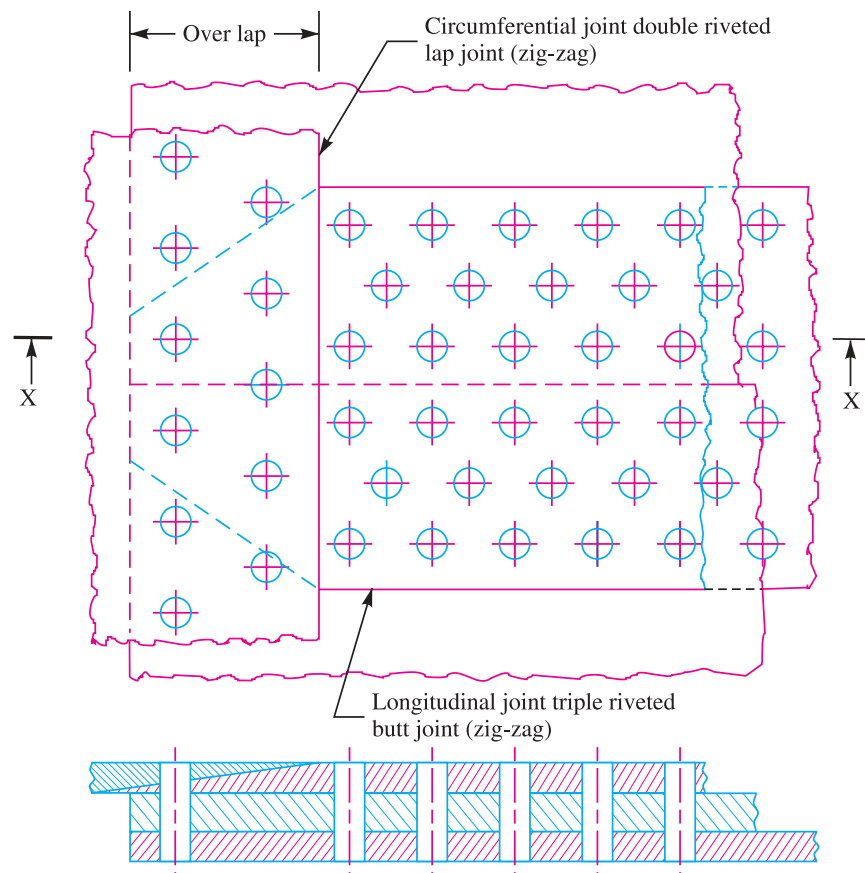 Over lap
Circumferential joint double riveted
lap joint (zig-zag)
X
X
Longitudinal joint triple riveted
butt joint (zig-zag)